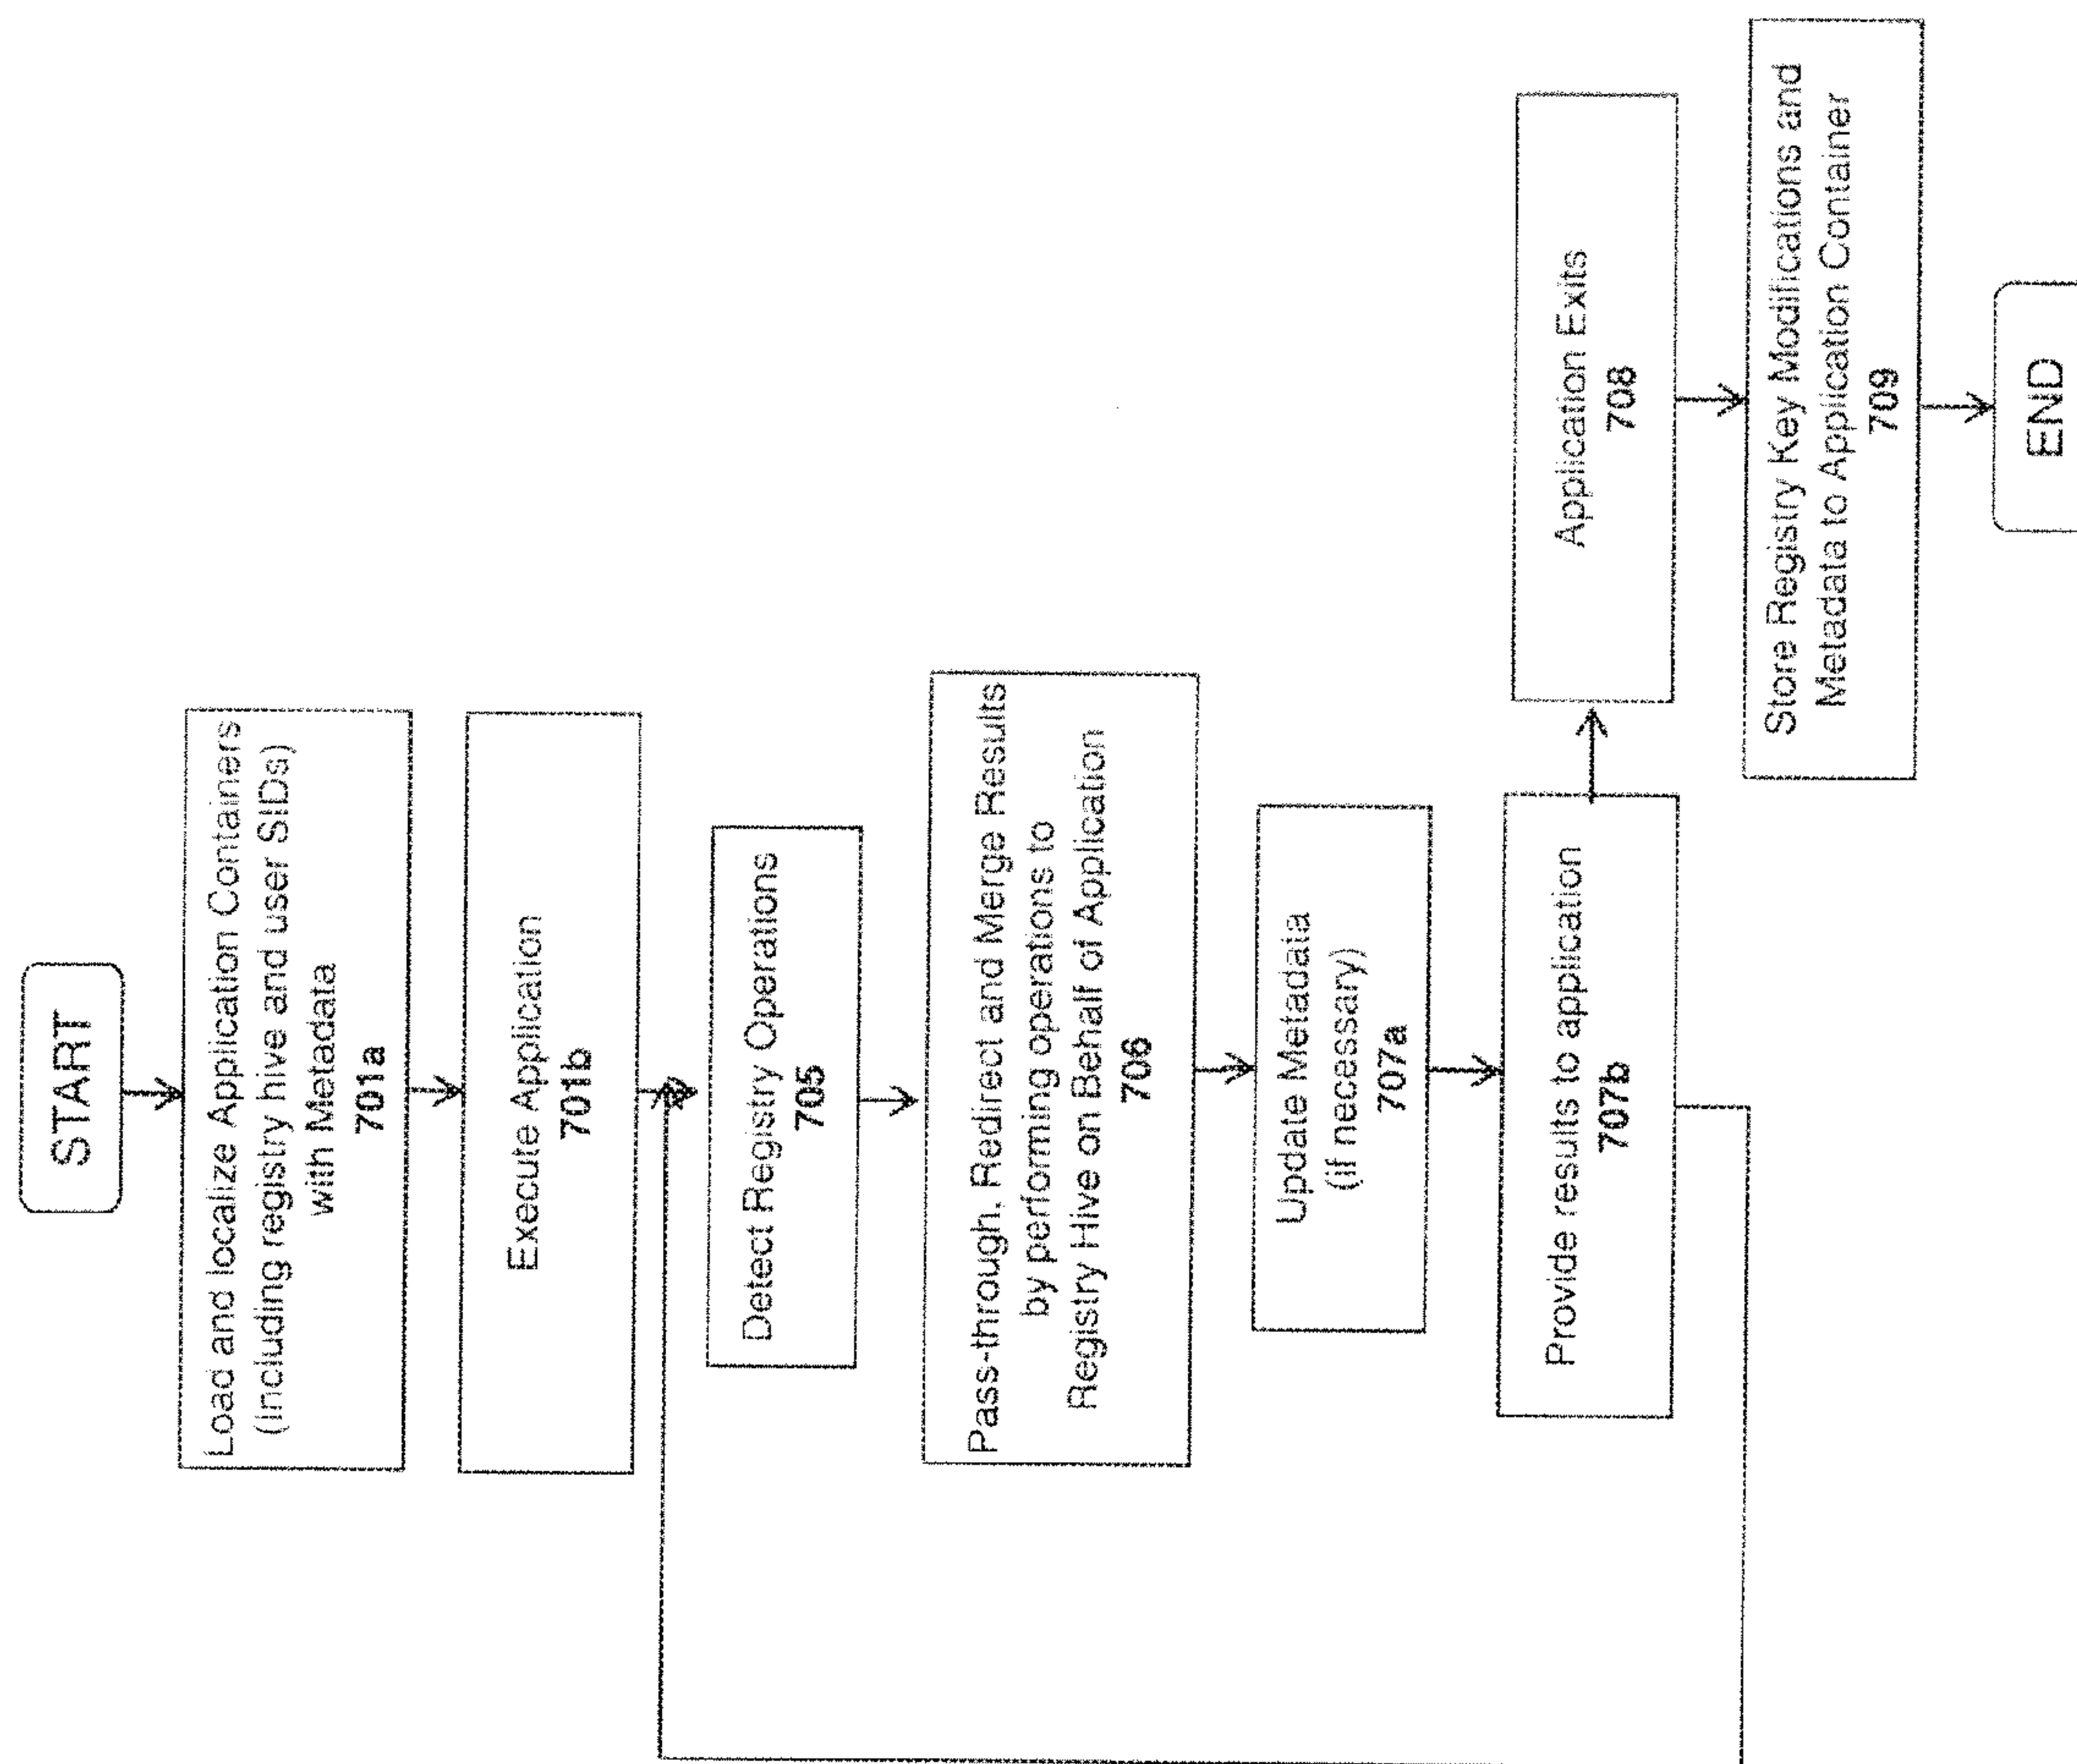 START
Load and localize Application Containers
(including registry hive and user SIDs)
with Metadata
701a
Execute Application
701b
Detect Registry Operations
705
Pass-through, Redirect and Merge Results
by performing operations to
Registry Hive on Behalf of Application
706
Update Metadata
(if necessary)
707a
Provide results to application
707b
Application Exits
708
Store Registry Key Modifications and
Metadata to Application Container
709
END